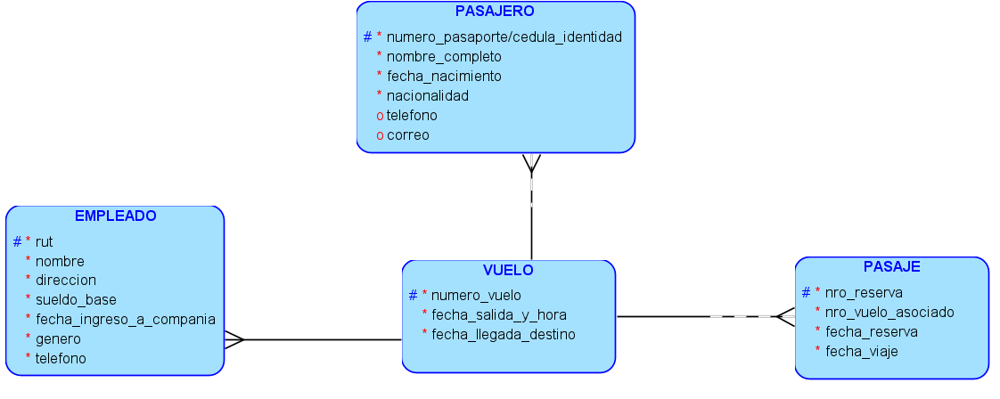 PASAJERO
# * numero_pasaporte/cedula_identidad
* nombre_completo
* fecha_nacimiento
* nacionalidad
o telefono
o correo
EMPLEADO
# * rut
* nombre
* direccion
* sueldo_base
* fecha_ingreso_a_compania
* genero
* telefono
VUELO
# * numero_vuelo
* fecha_salida_y_hora
* fecha_llegada_destino
PASAJE
# * nro_reserva
* nro_vuelo_asociado
* fecha_reserva
* fecha_viaje